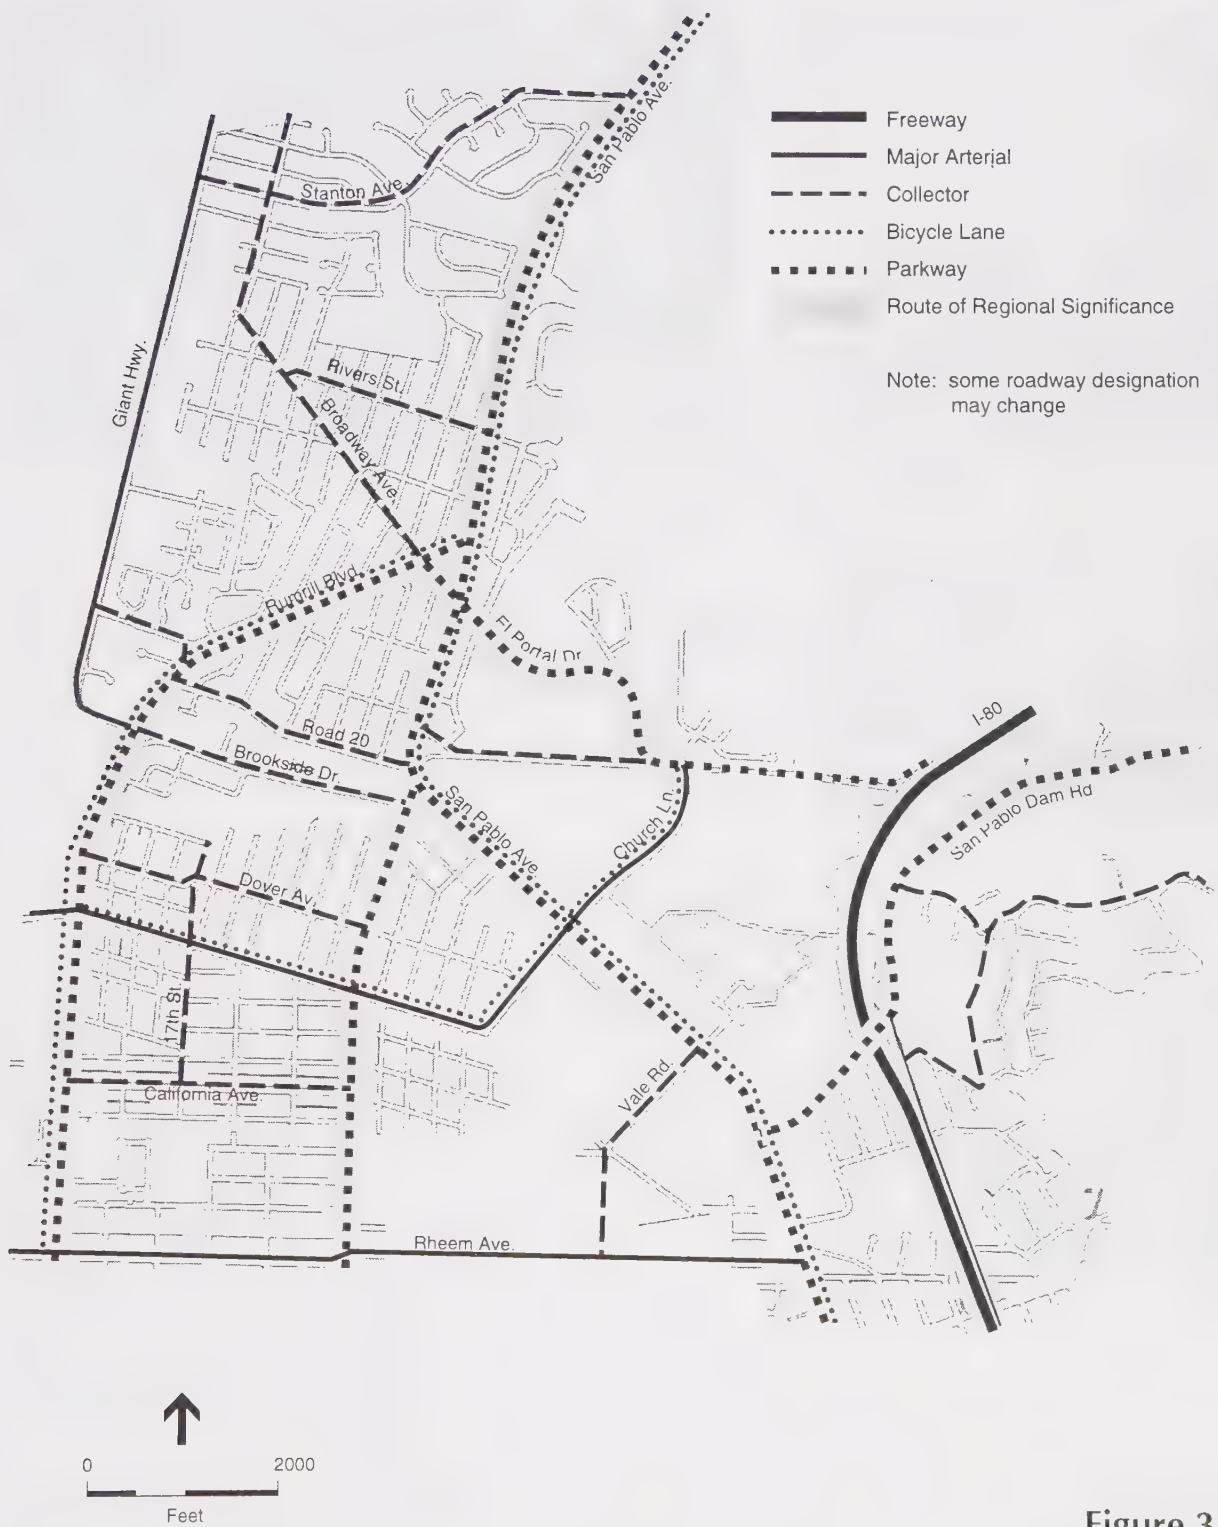 San Pablo Ave.
Freeway
Major Arterial
Collector
Bicycle Lane
Parkway
Route of Regional Significance
Note: some roadway designation
may change
Stanton Ave.
Giant Hwy.
Rivers St.
Broadway Ave.
Rumrill Blvd.
El Portal Dr
Road 20
Brookside Dr.
I-80
San Pablo Dam Rd
San Pablo Ave.
Church Ln.
Dover Av.
17th St.
California Ave.
Vale Rd.
Rheem Ave.
0 2000
Feet
Figure 3